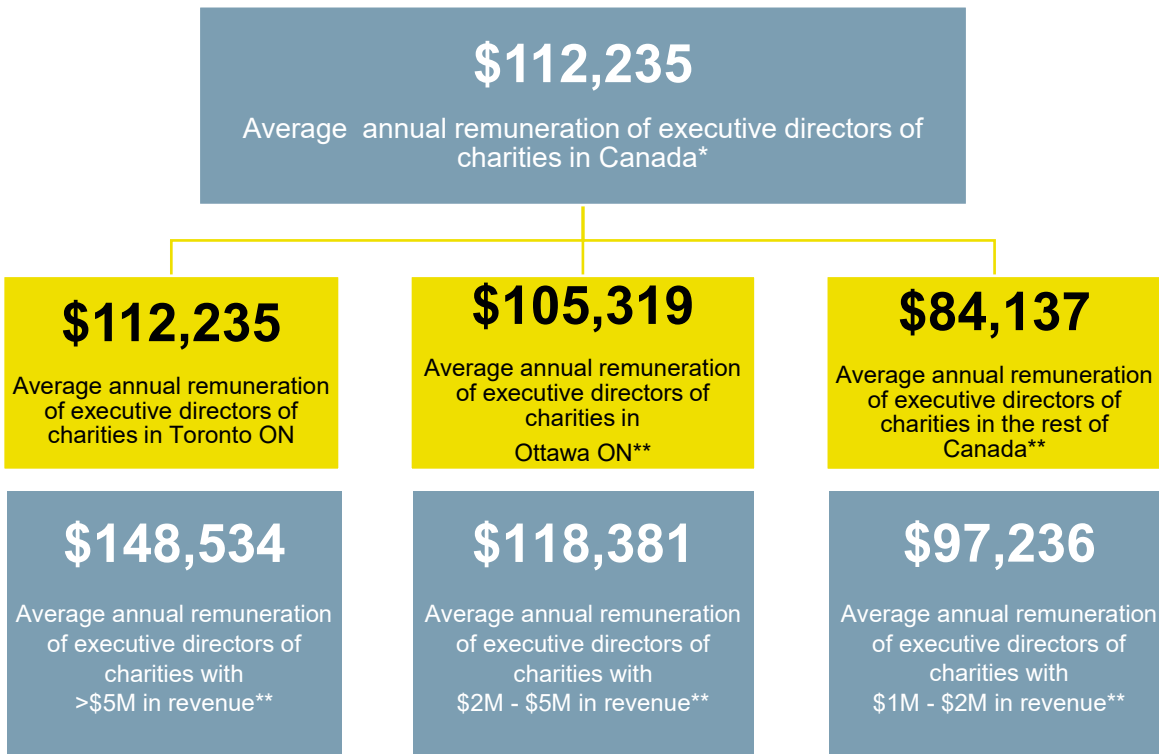 $112,235
Average annual remuneration of executive directors of
charities in Canada*
$112,235
Average annual remuneration
of executive directors of
charities in Toronto ON
$105,319
Average annual remuneration
of executive directors of
charities in
Ottawa ON**
$84,137
Average annual remuneration
of executive directors of
charities in the rest of
Canada**
$148,534
Average annual remuneration
of executive directors of
charities with
>$5M in revenue**
$118,381
Average annual remuneration
of executive directors of
charities with
$2M - $5M in revenue**
$97,236
Average annual remuneration
of executive directors of
charities with
$1M - $2M in revenue**